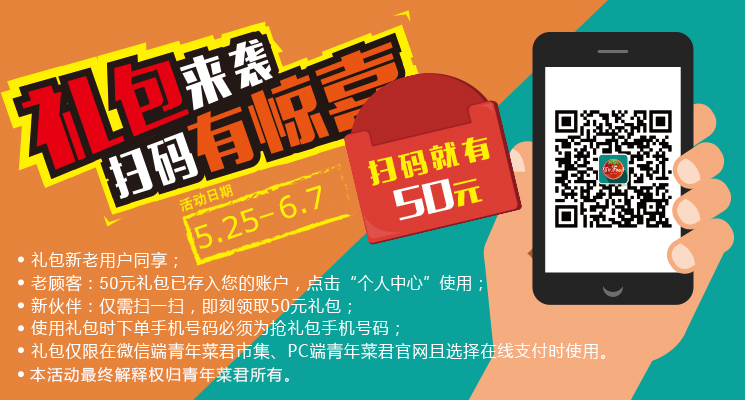 礼包来袭
扫码有惊喜
活动日期
5.25-6.7
扫码就有
50元
• 礼包新老用户同享；
• 老顾客：50元礼包已存入您的账户，点击“个人中心”使用；
• 新伙伴：仅需扫一扫，即刻领取50元礼包；
• 使用礼包时下单手机号码必须为抢礼包手机号码；
• 礼包仅限在微信端青年菜君市集、PC端青年菜君官网且选择在线支付时使用。
• 本活动最终解释权归青年菜君所有。